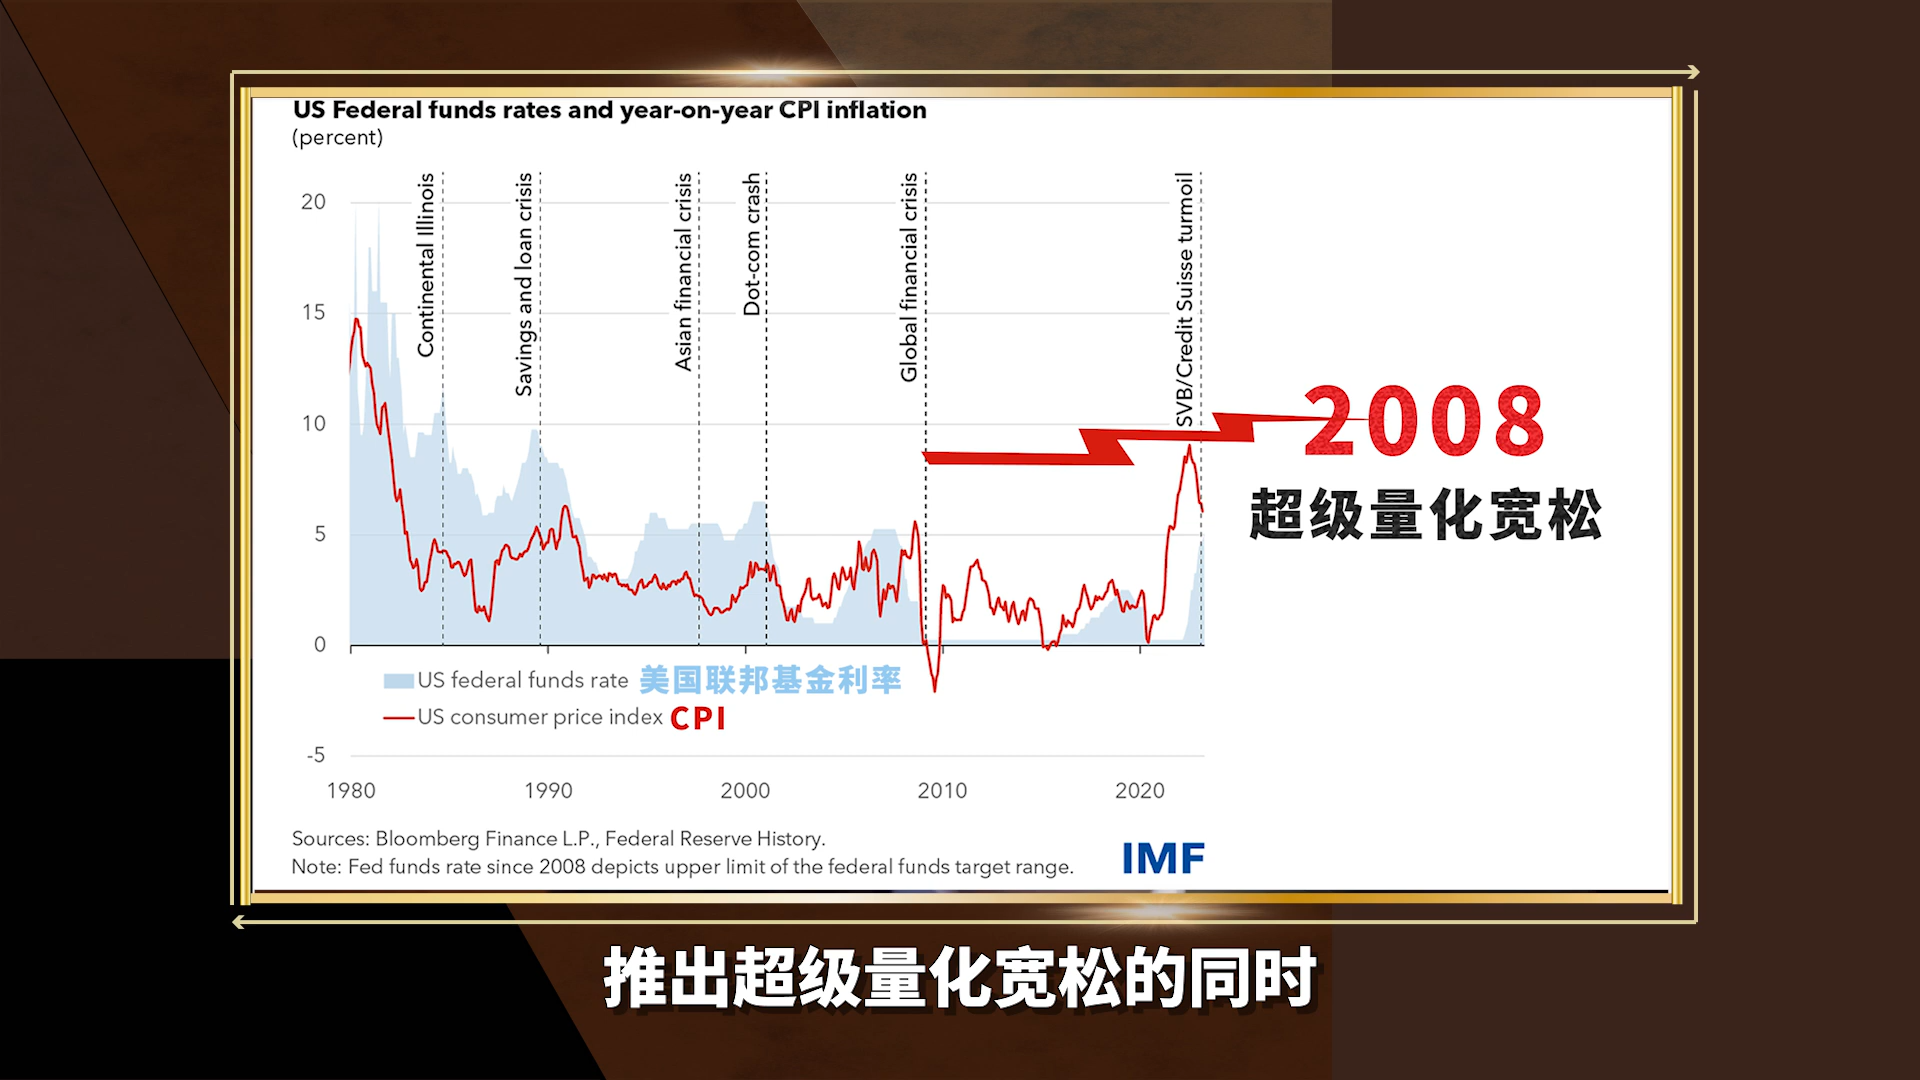 US Federal funds rates and year-on-year CPI inflation
(percent)
Continental Illinois
Savings and loan crisis
Asian financial crisis
Dot-com crash
Global financial crisis
SVB/Credit Suisse turmoil
20
15
10
5
0
-5
2008
超级量化宽松
US federal funds rate 美国联邦基金利率
US consumer price index CPI
1980 1990 2000 2010 2020
Sources: Bloomberg Finance L.P., Federal Reserve History.
Note: Fed funds rate since 2008 depicts upper limit of the federal funds target range.
IMF
推出超级量化宽松的同时